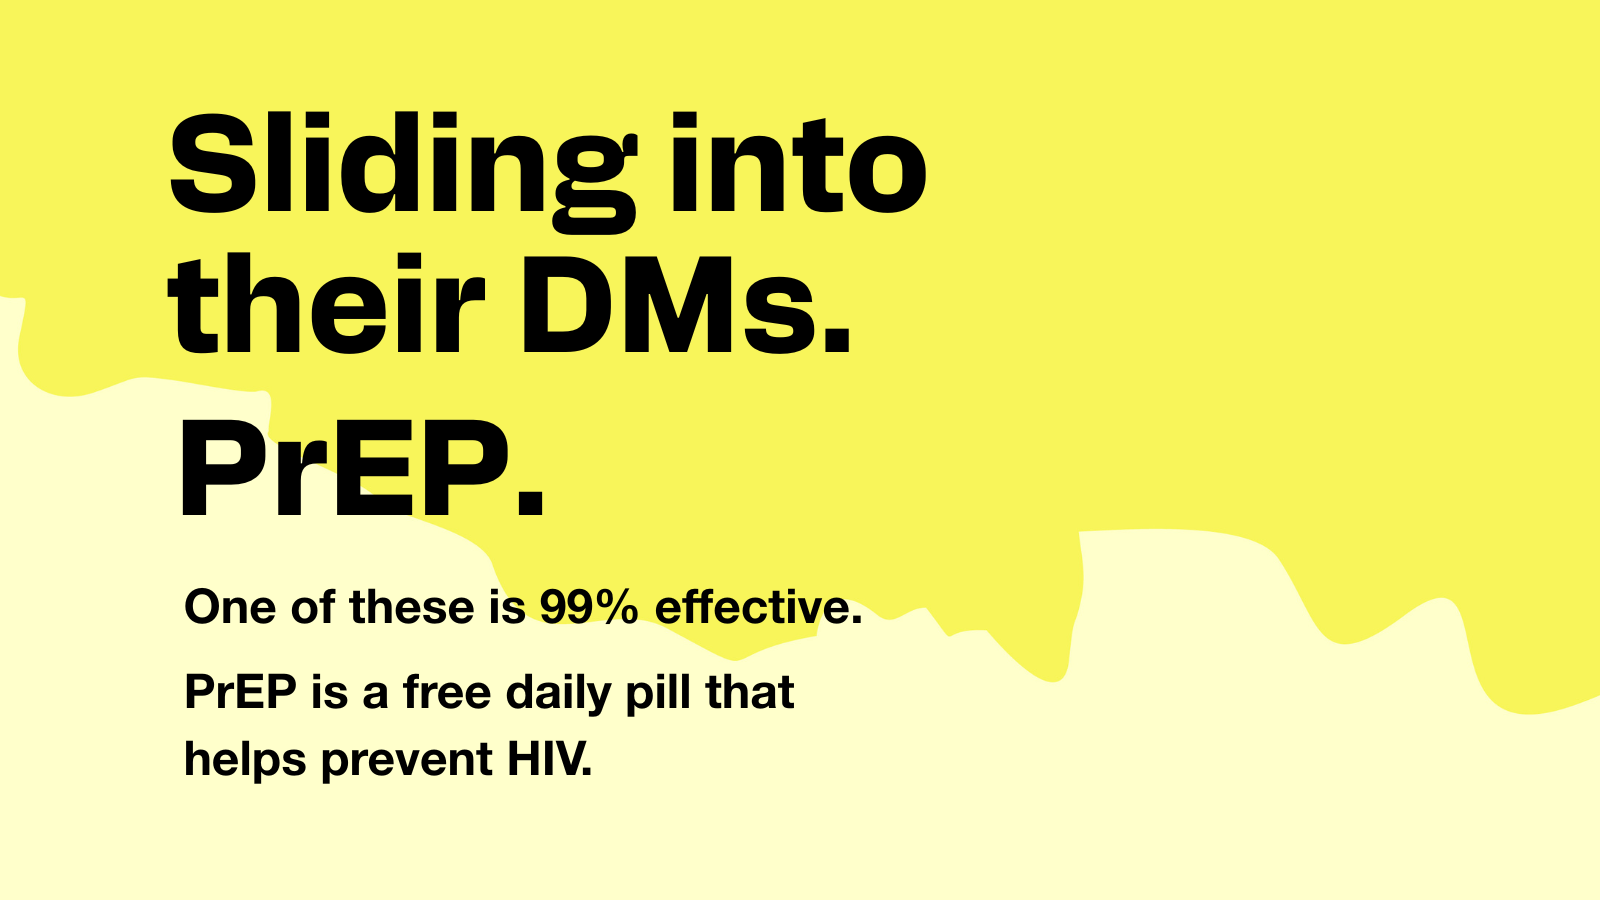 Sliding into
their DMs.
PrEP.
One of these is 99% effective.
PrEP is a free daily pill that
helps prevent HIV.